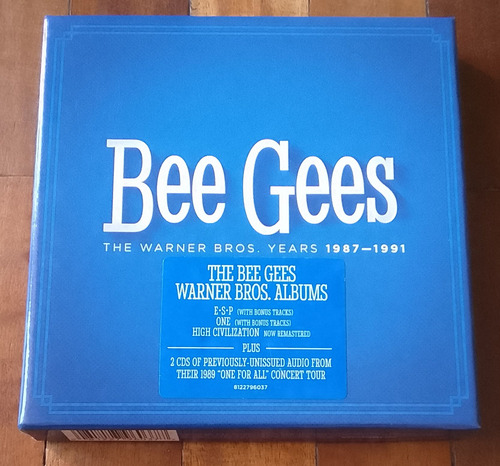 Bee Gees
THE WARNER BROS. YEARS 1987—1991
THE BEE GEES
WARNER BROS. ALBUMS
E·S·P (WITH BONUS TRACKS)
ONE (WITH BONUS TRACKS)
HIGH CIVILIZATION NOW REMASTERED
PLUS
2 CDS OF PREVIOUSLY-UNISSUED AUDIO FROM
THEIR 1989 "ONE FOR ALL" CONCERT TOUR
8122796037